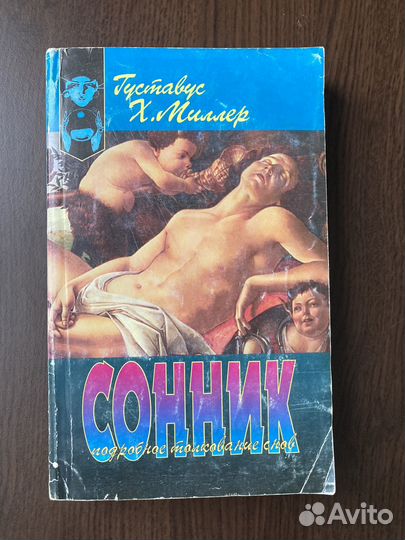 Густавус
Х. Миллер
СОННИК
подробное толкование снов
Avito